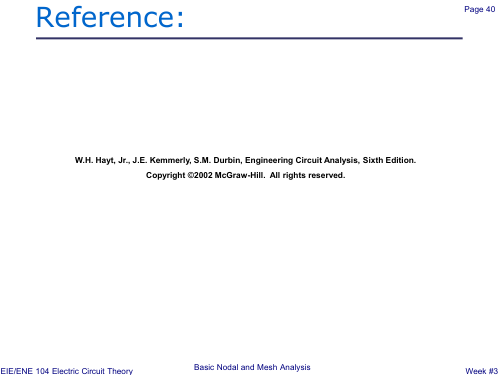 Reference:
Page 40
W.H. Hayt, Jr., J.E. Kemmerly, S.M. Durbin, Engineering Circuit Analysis, Sixth Edition.
Copyright ©2002 McGraw-Hill. All rights reserved.
EIE/ENE 104 Electric Circuit Theory
Basic Nodal and Mesh Analysis
Week #3